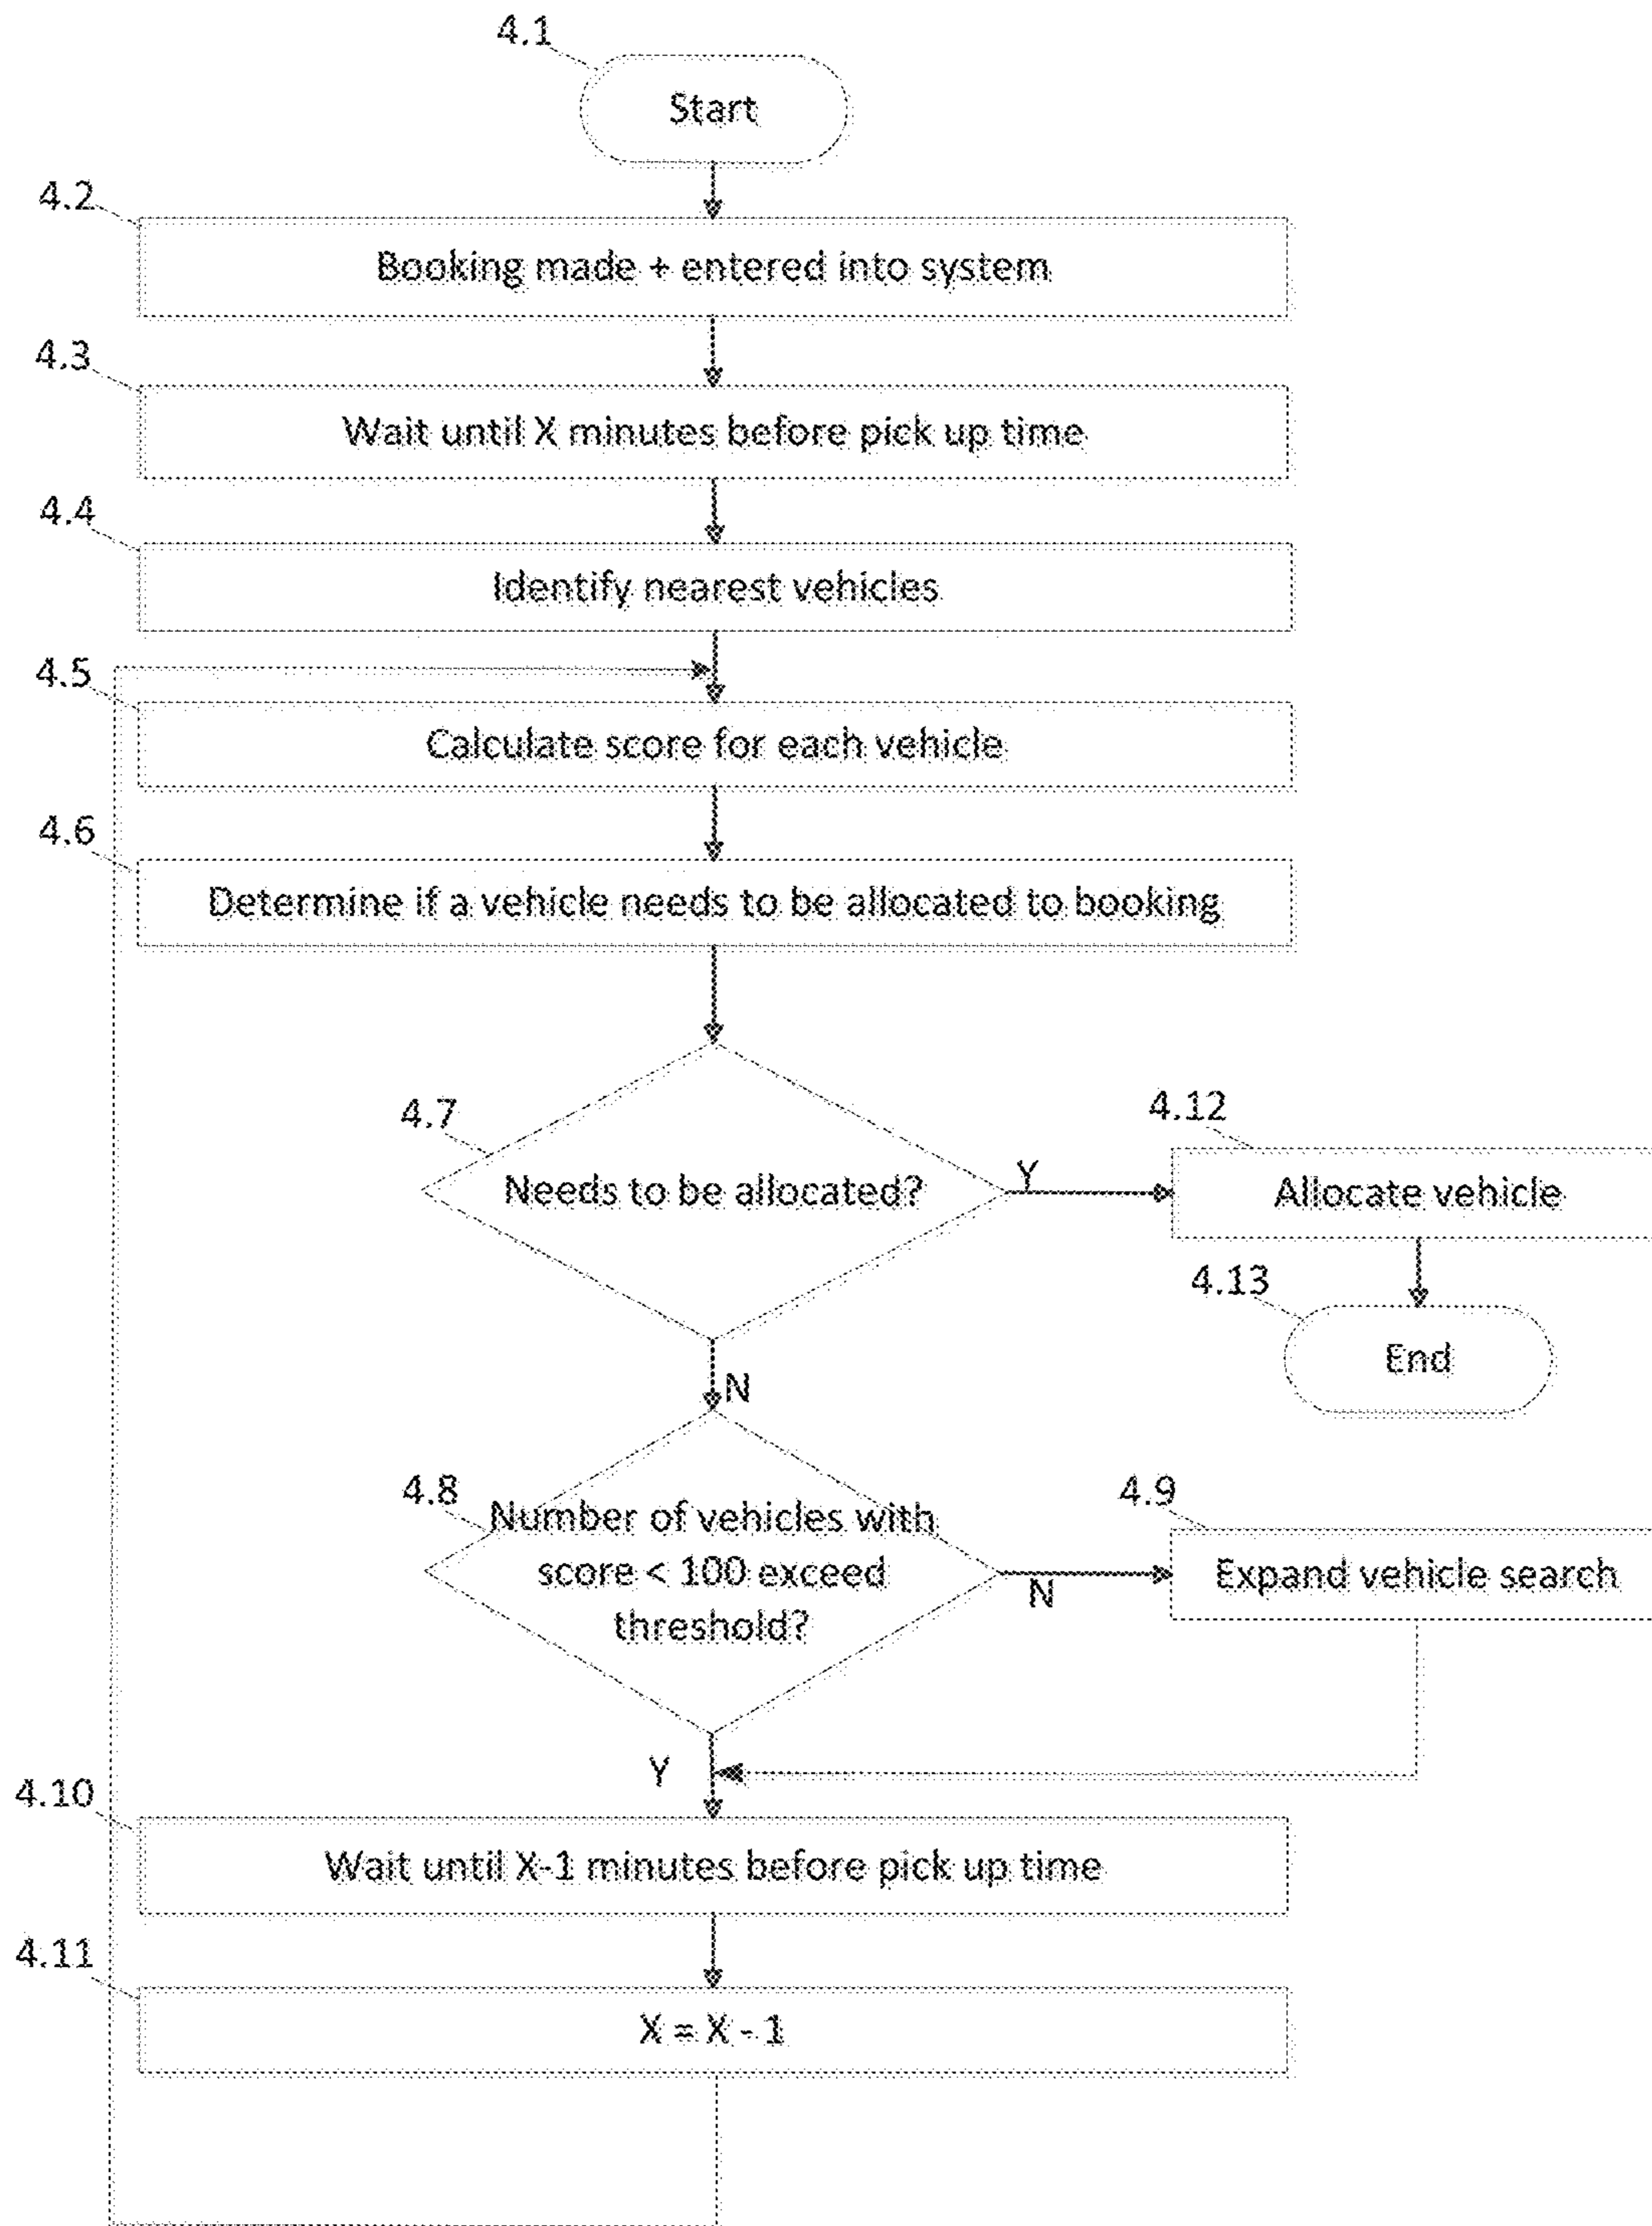 4.1
Start
4.2
Booking made + entered into system
4.3
Wait until X minutes before pick up time
4.4
Identify nearest vehicles
4.5
Calculate score for each vehicle
4.6
Determine if a vehicle needs to be allocated to booking
4.7
Needs to be allocated?
Y
4.12
Allocate vehicle
4.13
End
N
4.8
Number of vehicles with
score < 100 exceed
threshold?
N
4.9
Expand vehicle search
Y
4.10
Wait until X-1 minutes before pick up time
4.11
X = X - 1